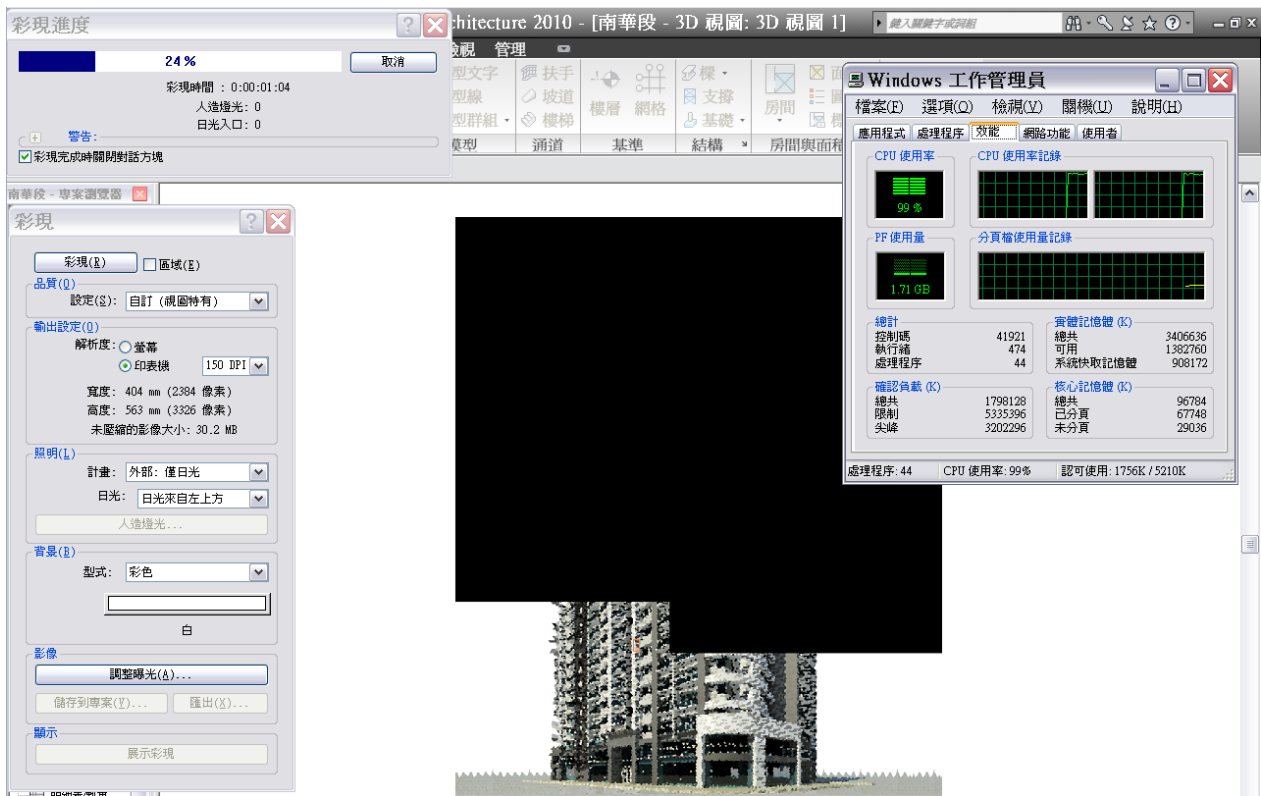 彩現進度
24 %
取消
彩現時間 : 0:00:01:04
人造燈光: 0
日光入口: 0
警告:
彩現完成時關閉對話方塊
chitecture 2010 - [南華段 - 3D 視圖: 3D 視圖 1]
鍵入關鍵字或詞組
檢視 管理
型文字
扶手
樑
型線
坡道
樓層
網格
支撐
房間
型群組
樓梯
基礎
模型
通道
基準
結構
房間與面積
南華段 - 專案瀏覽器
彩現
彩現(R)
區域(E)
品質(Q)
設定(S): 自訂 (視圖特有)
輸出設定(O)
解析度: 螢幕
印表機 150 DPI
寬度: 404 mm (2384 像素)
高度: 563 mm (3326 像素)
未壓縮的影像大小: 30.2 MB
照明(L)
計畫: 外部: 僅日光
日光: 日光來自左上方
人造燈光...
背景(B)
型式: 彩色
白
影像
調整曝光(A)...
儲存到專案(V)...
匯出(X)...
顯示
展示彩現
Windows 工作管理員
檔案(F) 選項(O) 檢視(V) 關機(U) 說明(H)
應用程式 處理程序 效能 網路功能 使用者
CPU 使用率
CPU 使用率記錄
99 %
PF 使用量
分頁檔使用量記錄
1.71 GB
總計
控制碼 41921
執行緒 474
處理程序 44
實體記憶體 (K)
總共 3406636
可用 1382760
系統快取記憶體 908172
確認負載 (K)
總共 1798128
限制 5335396
尖峰 3202296
核心記憶體 (K)
總共 96784
已分頁 67748
未分頁 29036
處理程序: 44 CPU 使用率: 99% 認可使用: 1756K / 5210K